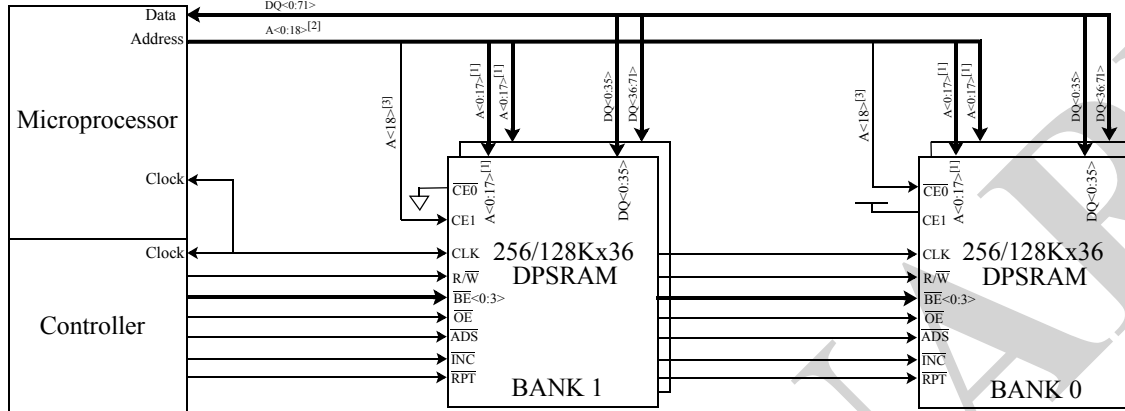 DQ<0:71>
Data
A<0:18>[2]
Address
A<18>[3]
A<0:17>[1]
A<0:17>[1]
DQ<0:35>
DQ<36:71>
A<18>[3]
A<0:17>[1]
A<0:17>[1]
DQ<0:35>
DQ<36:71>
Microprocessor
Clock
Clock
Controller
CE0
CE1
CLK
R/W
BE<0:3>
OE
ADS
INC
RPT
A<0:17>[1]
DQ<0:35>
256/128Kx36
DPSRAM
BANK 1
CE0
CE1
CLK
R/W
BE<0:3>
OE
ADS
INC
RPT
A<0:17>[1]
DQ<0:35>
256/128Kx36
DPSRAM
BANK 0